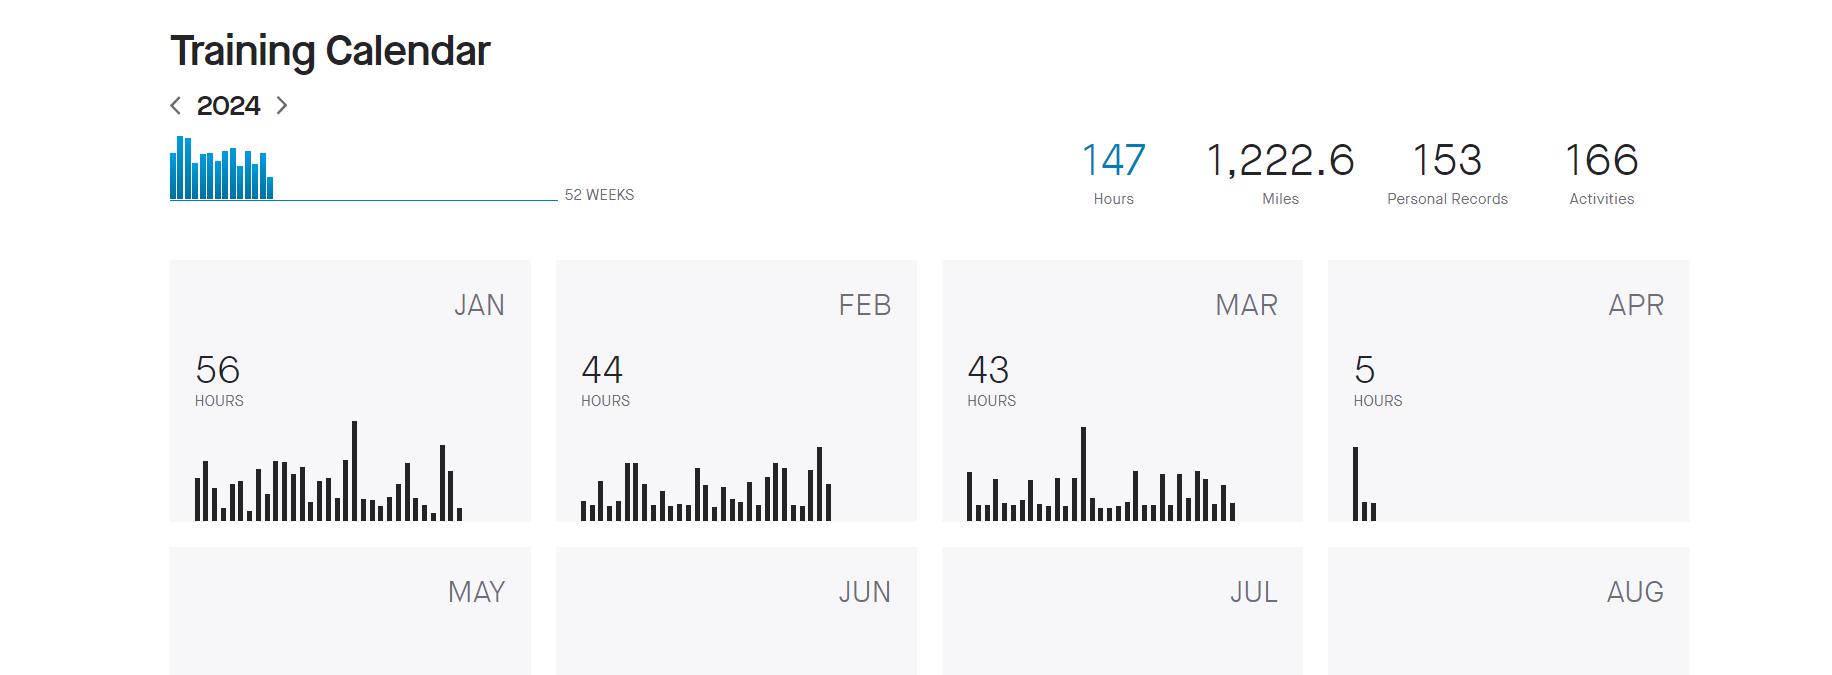 Training Calendar
2024
52 WEEKS
147
Hours
1,222.6
Miles
153
Personal Records
166
Activities
JAN
56
HOURS
FEB
44
HOURS
MAR
43
HOURS
APR
5
HOURS
MAY
JUN
JUL
AUG